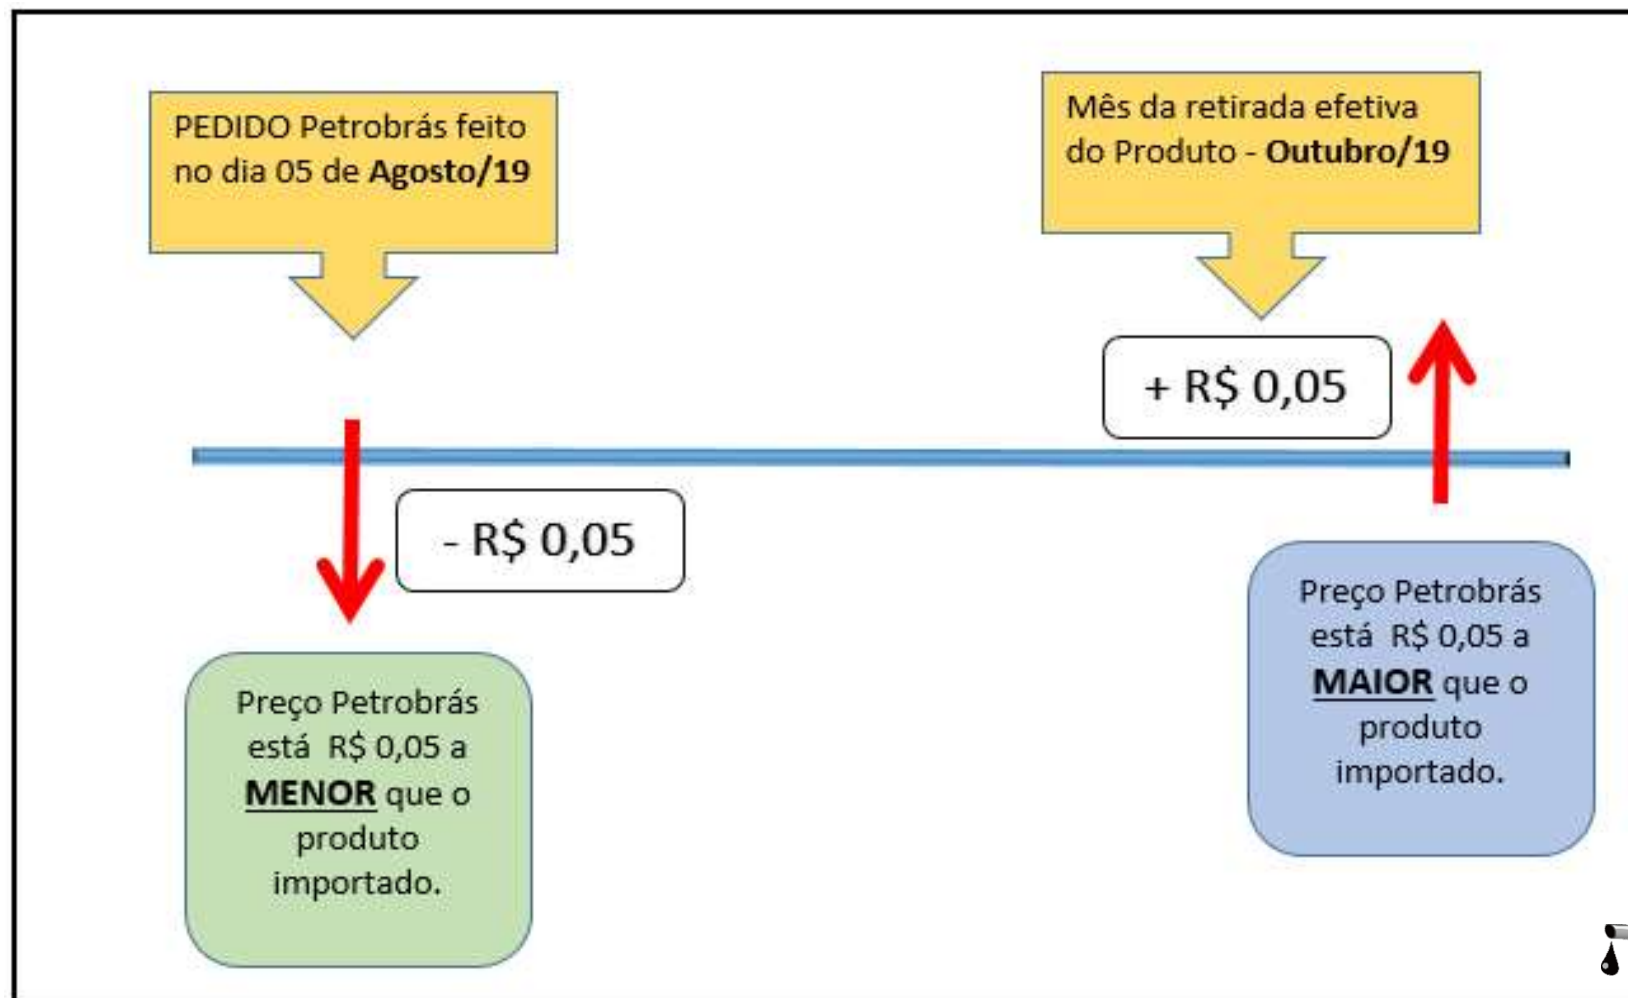 PEDIDO Petrobrás feito
no dia 05 de Agosto/19
Mês da retirada efetiva
do Produto - Outubro/19
+ R$ 0,05
- R$ 0,05
Preço Petrobrás
está R$ 0,05 a
MENOR que o
produto
importado.
Preço Petrobrás
está R$ 0,05 a
MAIOR que o
produto
importado.